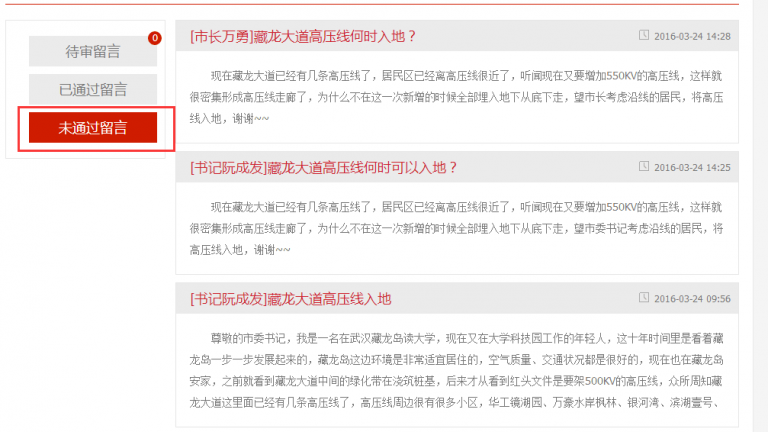 0
待审留言
已通过留言
未通过留言
[市长万勇]藏龙大道高压线何时入地？
2016-03-24 14:28
现在藏龙大道已经有几条高压线了，居民区已经离高压线很近了，听闻现在又要增加550KV的高压线，这样就
很密集形成高压线走廊了，为什么不在这一次新增的时候全部埋入地下从底下走，望市长考虑沿线的居民，将高压
线入地，谢谢~~
[书记阮成发]藏龙大道高压线何时可以入地？
2016-03-24 14:25
现在藏龙大道已经有几条高压线了，居民区已经离高压线很近了，听闻现在又要增加550KV的高压线，这样就
很密集形成高压线走廊了，为什么不在这一次新增的时候全部埋入地下从底下走，望市委书记考虑沿线的居民，将
高压线入地，谢谢~~
[书记阮成发]藏龙大道高压线入地
2016-03-24 09:56
尊敬的市委书记，我是一名在武汉藏龙岛读大学，现在又在大学科技园工作的年轻人，这十年时间里是看着藏
龙岛一步一步发展起来的，藏龙岛这边环境是非常适宜居住的，空气质量、交通状况都是很好的，现在也在藏龙岛
安家，之前就看到藏龙大道中间的绿化带在浇筑桩基，后来才从看到红头文件是要架500KV的高压线，众所周知藏
龙大道这里面已经有几条高压线了，高压线周边很有很多小区，华工镜湖园、万豪水岸枫林、银河湾、滨湖壹号、